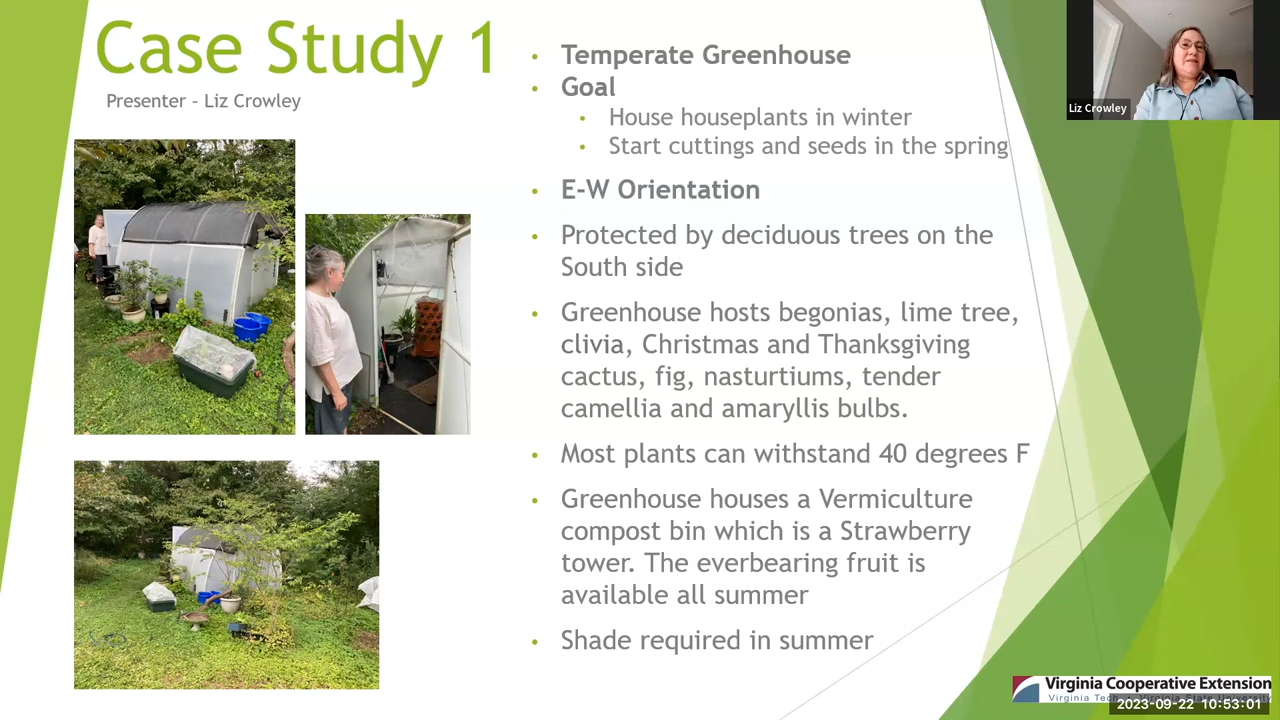 Case Study 1
Presenter – Liz Crowley
Temperate Greenhouse
Goal
House houseplants in winter
Start cuttings and seeds in the spring
E-W Orientation
Protected by deciduous trees on the
South side
Greenhouse hosts begonias, lime tree,
clivia, Christmas and Thanksgiving
cactus, fig, nasturtiums, tender
camellia and amaryllis bulbs.
Most plants can withstand 40 degrees F
Greenhouse houses a Vermiculture
compost bin which is a Strawberry
tower. The everbearing fruit is
available all summer
Shade required in summer
Liz Crowley
Virginia Cooperative Extension
2023-09-22 10:53:01